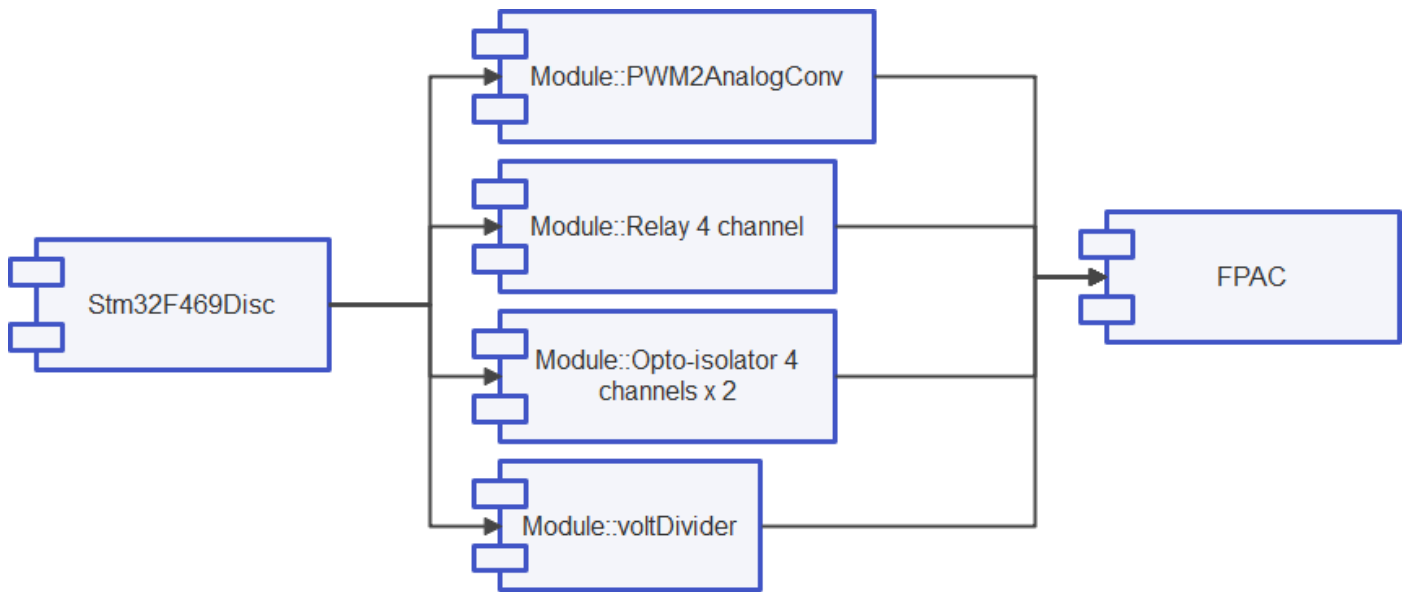 Module::PWM2AnalogConv
Module::Relay 4 channel
Stm32F469Disc
FPAC
Module::Opto-isolator 4
channels x 2
Module::voltDivider